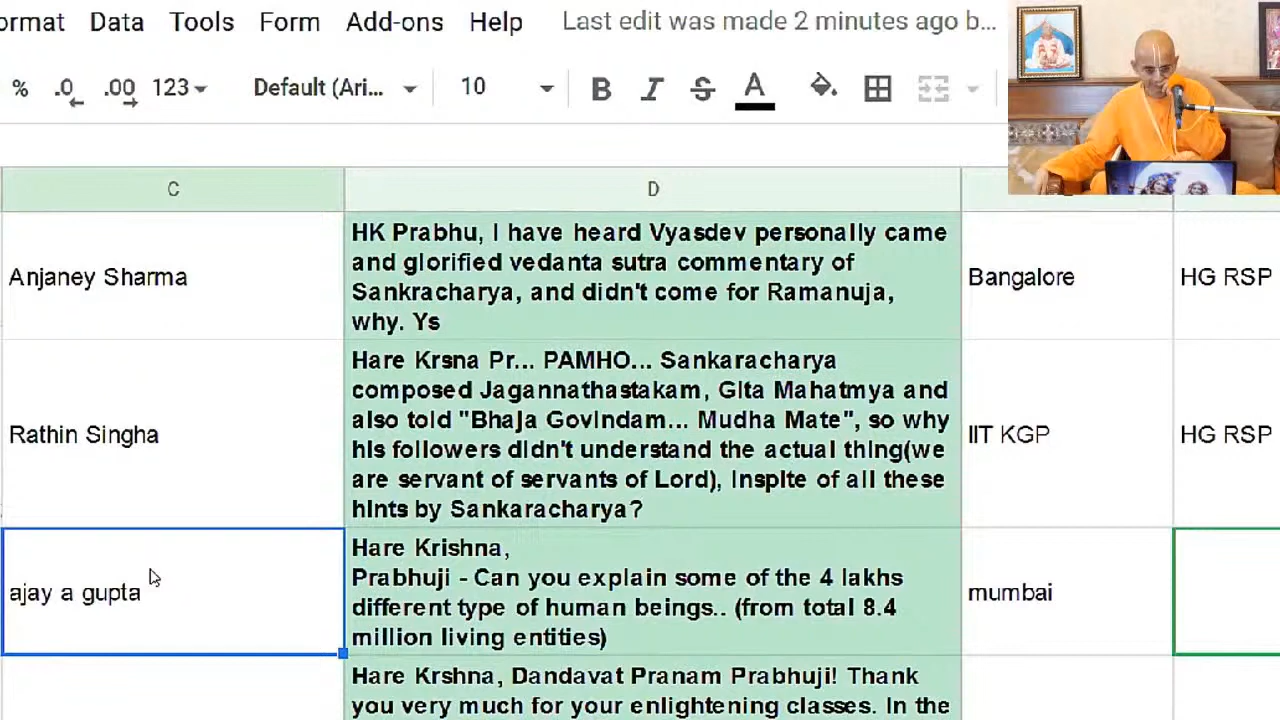 ormat Data Tools Form Add-ons Help Last edit was made 2 minutes ago b...
% .0 .00 123 Default (Ari... 10 B I S A
C D
Anjaney Sharma
HK Prabhu, I have heard Vyasdev personally came
and glorified vedanta sutra commentary of
Sankracharya, and didn't come for Ramanuja,
why. Ys
Bangalore
HG RSP
Rathin Singha
Hare Krsna Pr... PAMHO... Sankaracharya
composed Jagannathastakam, Gita Mahatmya and
also told "Bhaja Govindam... Mudha Mate", so why
his followers didn't understand the actual thing(we
are servant of servants of Lord), inspite of all these
hints by Sankaracharya?
IIT KGP
HG RSP
ajay a gupta
Hare Krishna,
Prabhuji - Can you explain some of the 4 lakhs
different type of human beings.. (from total 8.4
million living entities)
mumbai
Hare Krshna, Dandavat Pranam Prabhuji! Thank
you very much for your enlightening classes. In the